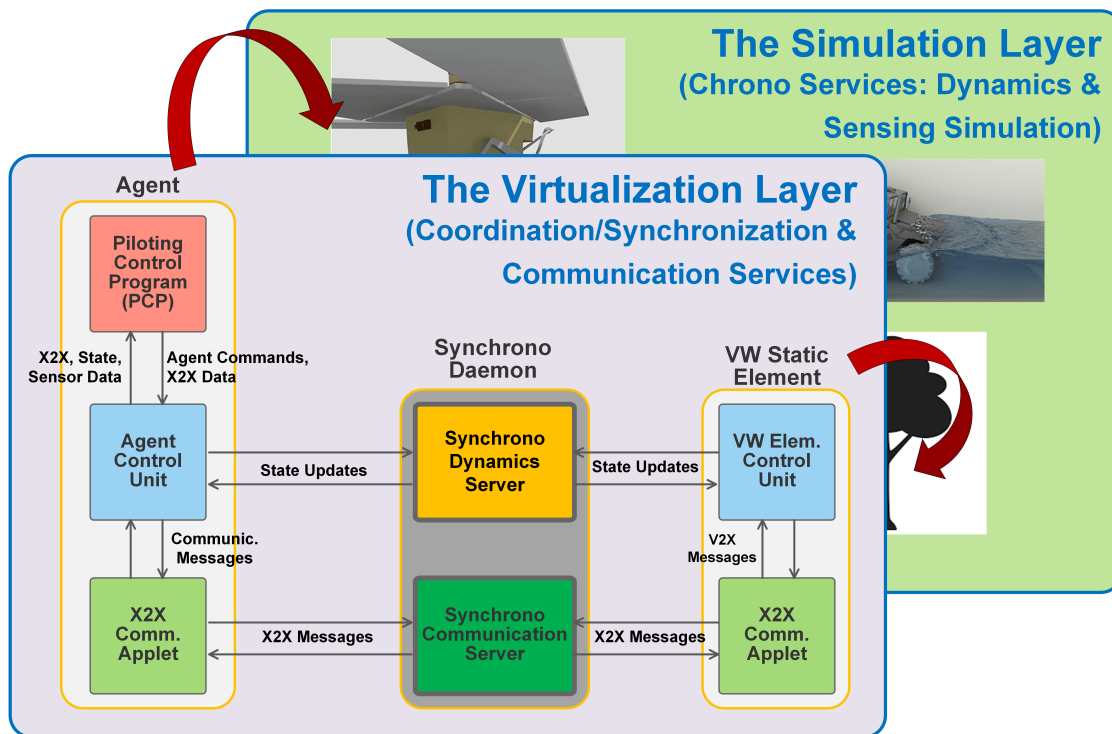 The Simulation Layer
(Chrono Services: Dynamics &
Sensing Simulation)
The Virtualization Layer
(Coordination/Synchronization &
Communication Services)
Agent
Piloting
Control
Program
(PCP)
X2X, State,
Sensor Data
Agent Commands,
X2X Data
Agent
Control
Unit
Communic.
Messages
X2X
Comm.
Applet
State Updates
X2X Messages
Synchrono
Daemon
Synchrono
Dynamics
Server
Synchrono
Communication
Server
State Updates
X2X Messages
VW Static
Element
VW Elem.
Control
Unit
V2X
Messages
X2X
Comm.
Applet